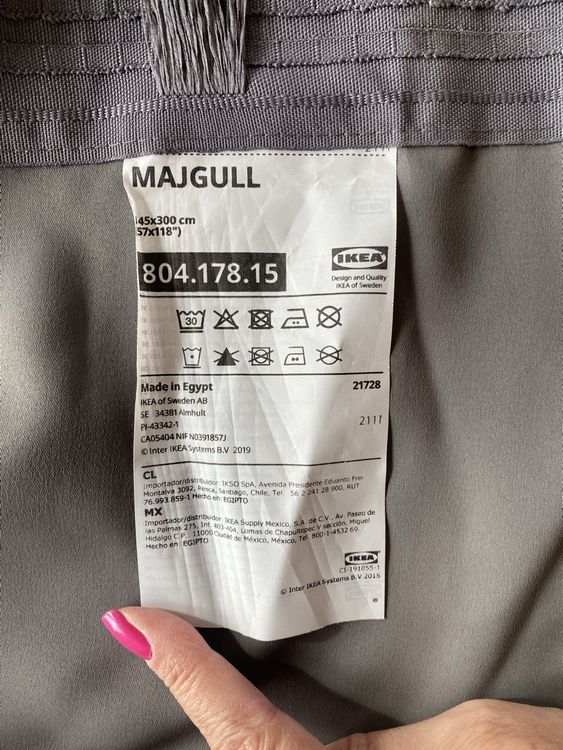 2111
MAJGULL
145x300 cm
57x118")
804.178.15
IKEA
Design and Quality
IKEA of Sweden
30
Made in Egypt
21728
IKEA of Sweden AB
SE 34381 Älmhult
PI-43342-1
2111
CA05404 NIF N0391857J
© Inter IKEA Systems B.V 2019
CL
Importador/distribuidor: IKSO SpA, Avenida Presidente Eduardo Frei
Montalva 3092, Renca, Santiago, Chile, Tel. 56 2 241 28 900, RUT
76.993.859-1 Hecho en: EGIPTO
MX
Importador/distribuidor: IKEA Supply Mexico, S.A. de C.V., Av. Paseo de
las Palmas 275, Int. 403-404, Lomas de Chapultepec V sección, Miguel
Hidalgo C.P. 11000 Ciudad de México, México, Tel. 800-1-4532 69.
Hecho en: EGIPTO
IKEA
CI-191055-1
© Inter IKEA Systems B.V 2015